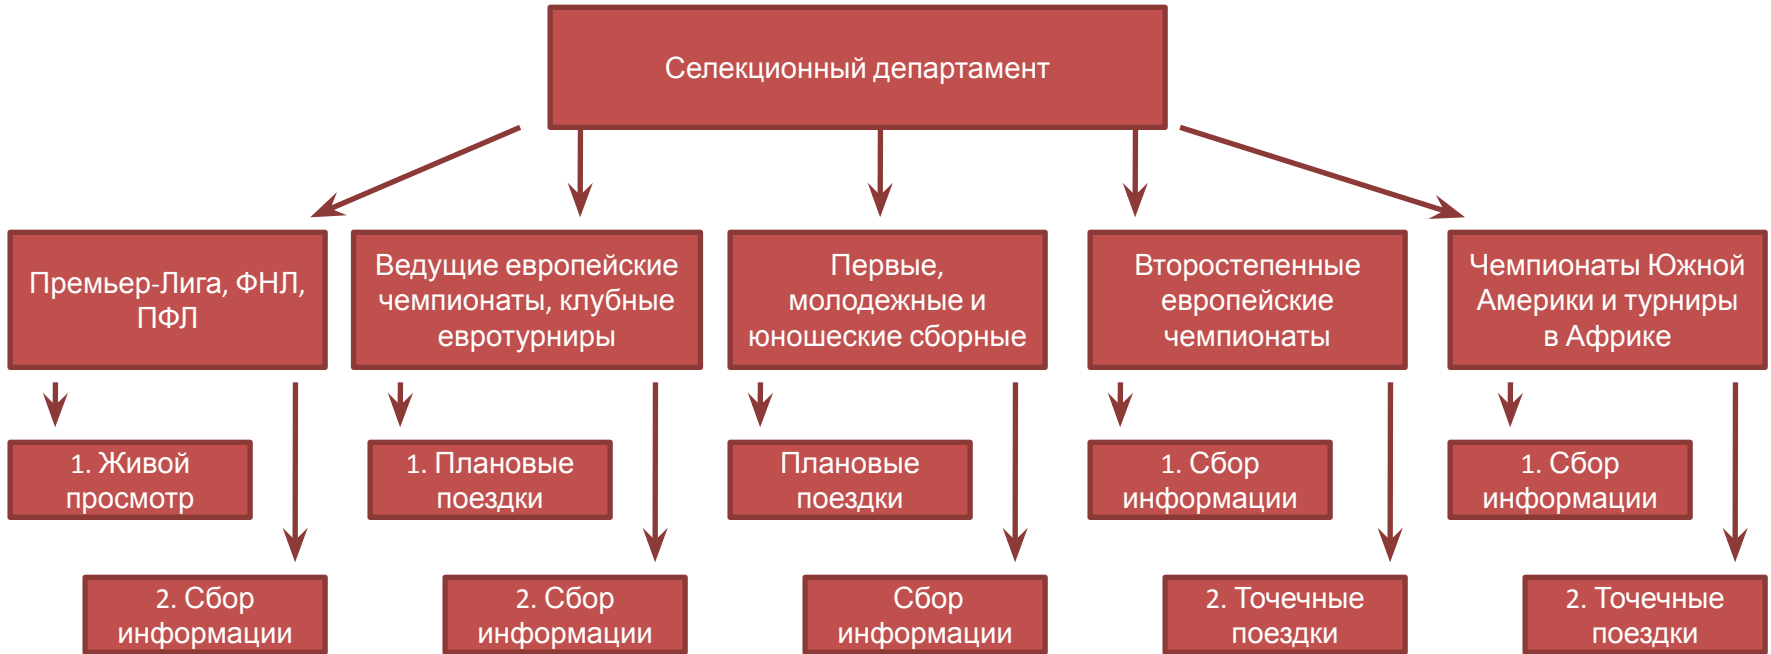 Селекционный департамент
Премьер-Лига, ФНЛ,
ПФЛ
Ведущие европейские
чемпионаты, клубные
евротурниры
Первые,
молодежные и
юношеские сборные
Второстепенные
европейские
чемпионаты
Чемпионаты Южной
Америки и турниры
в Африке
1. Живой
просмотр
1. Плановые
поездки
Плановые
поездки
1. Сбор
информации
1. Сбор
информации
2. Сбор
информации
2. Сбор
информации
Сбор
информации
2. Точечные
поездки
2. Точечные
поездки